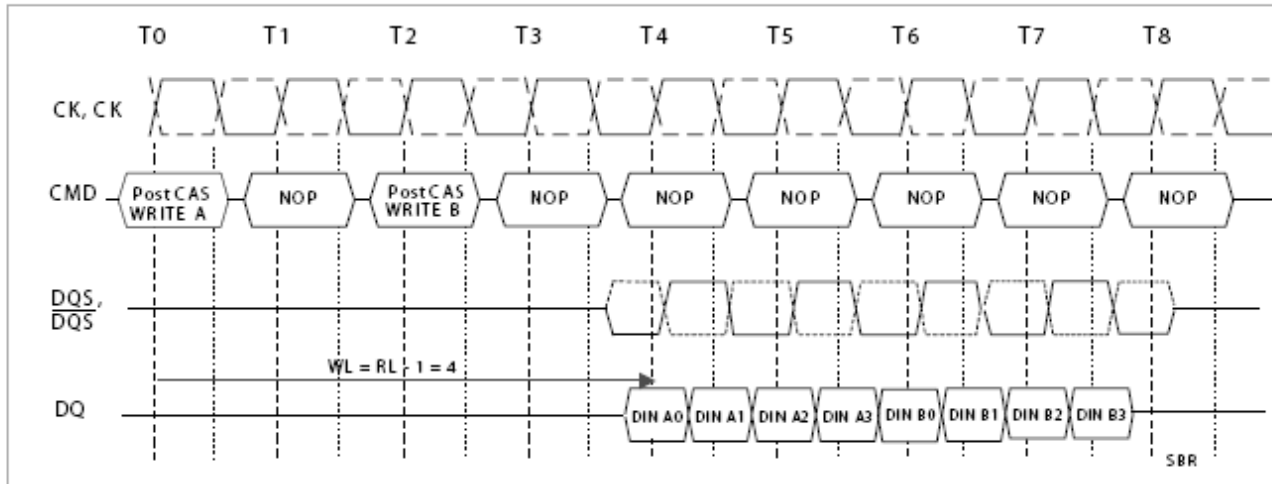 T0 T1 T2 T3 T4 T5 T6 T7 T8
CK, CK
CMD
PostCAS
WRITE A
NOP
PostCAS
WRITE B
NOP
NOP
NOP
NOP
NOP
NOP
DQS,
DQS
WL = RL - 1 = 4
DQ
DIN A0 DIN A1 DIN A2 DIN A3 DIN B0 DIN B1 DIN B2 DIN B3
SBR